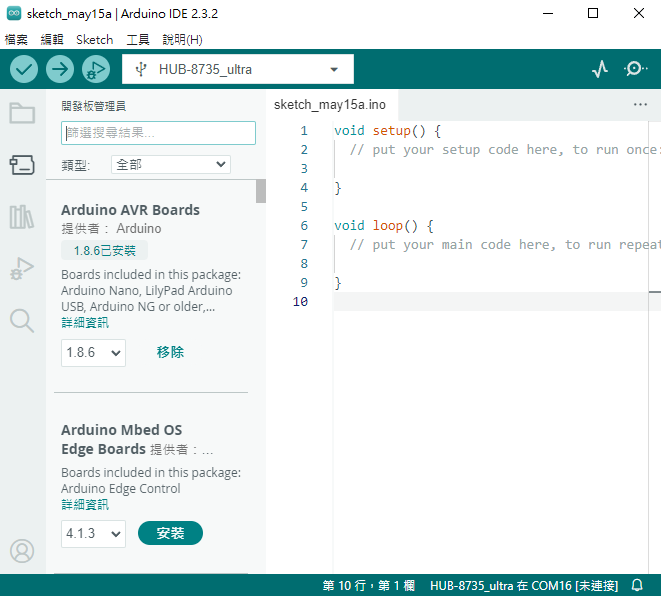 sketch_may15a | Arduino IDE 2.3.2
檔案 編輯 Sketch 工具 說明(H)
HUB-8735_ultra
開發板管理員
篩選搜尋結果...
類型: 全部
Arduino AVR Boards
提供者： Arduino
1.8.6已安裝
Boards included in this package:
Arduino Nano, LilyPad Arduino
USB, Arduino NG or older,...
詳細資訊
1.8.6 移除
Arduino Mbed OS
Edge Boards 提供者：...
Boards included in this package:
Arduino Edge Control
詳細資訊
4.1.3 安裝
sketch_may15a.ino
1 void setup() {
2 // put your setup code here, to run once:
3
4 }
5
6 void loop() {
7 // put your main code here, to run repeat
8
9 }
10
第 10 行，第 1 欄 HUB-8735_ultra 在 COM16 [未連接]